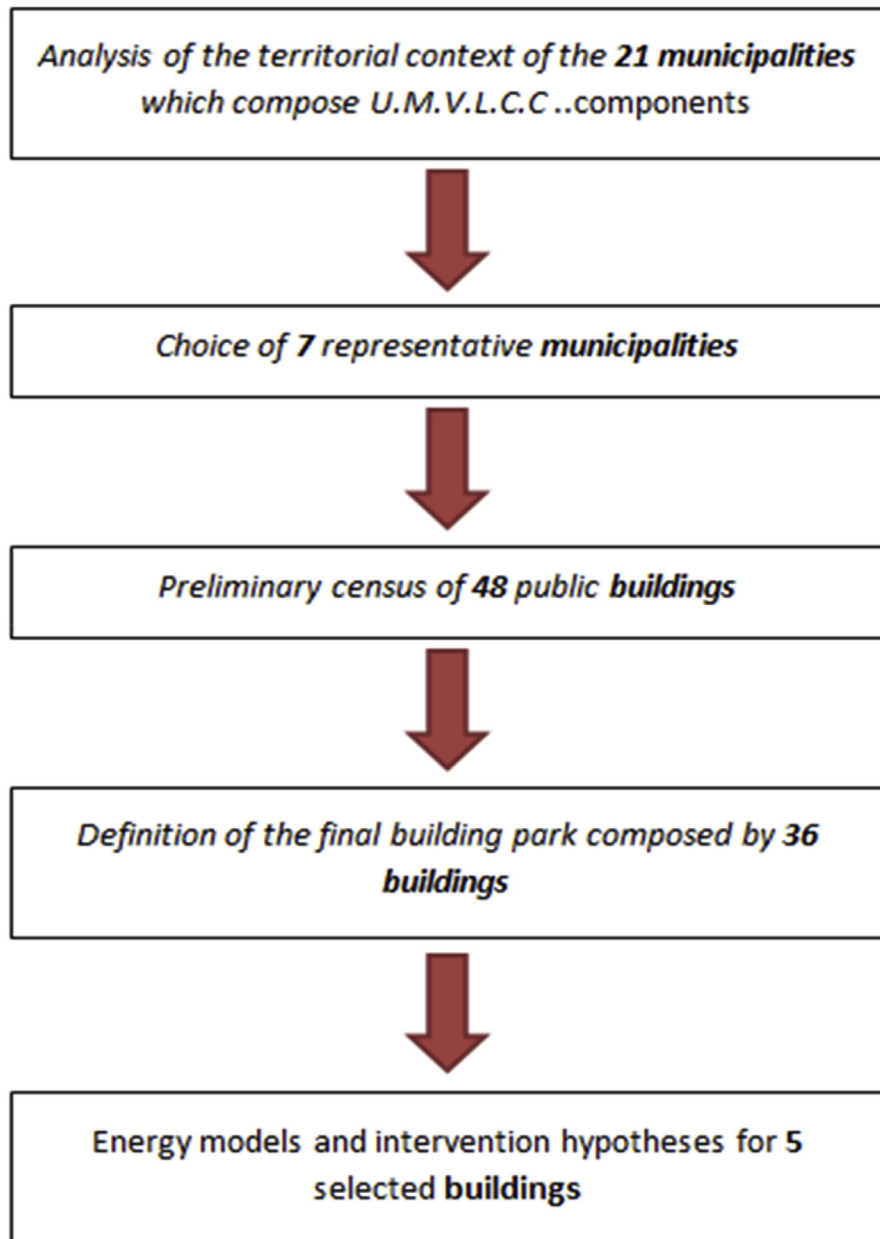 Analysis of the territorial context of the 21 municipalities
which compose U.M.V.L.C.C ..components
Choice of 7 representative municipalities
Preliminary census of 48 public buildings
Definition of the final building park composed by 36
buildings
Energy models and intervention hypotheses for 5
selected buildings